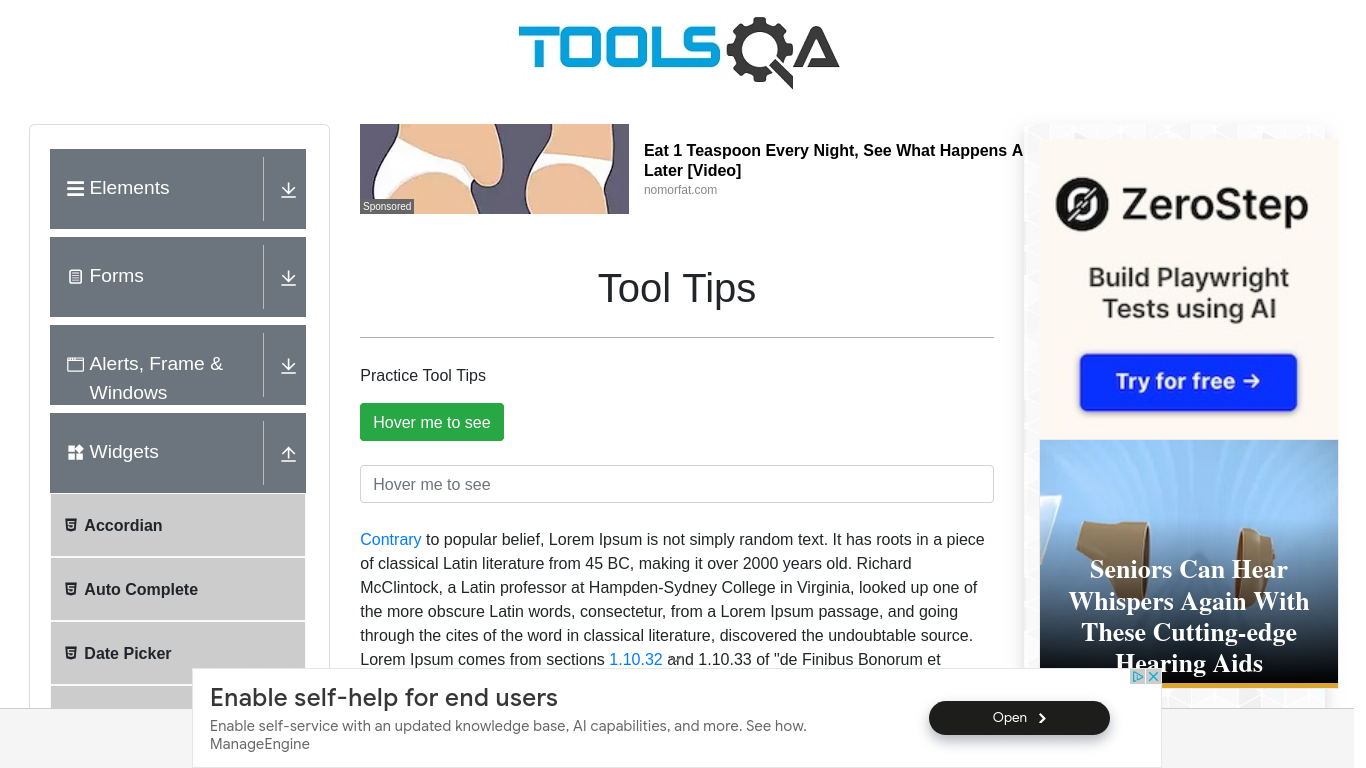 TOOLSQA
Elements
Forms
Alerts, Frame &
Windows
Widgets
Accordian
Auto Complete
Date Picker
Sponsored
Eat 1 Teaspoon Every Night, See What Happens A
Later [Video]
nomorfat.com
Tool Tips
Practice Tool Tips
Hover me to see
Hover me to see
Contrary to popular belief, Lorem Ipsum is not simply random text. It has roots in a piece
of classical Latin literature from 45 BC, making it over 2000 years old. Richard
McClintock, a Latin professor at Hampden-Sydney College in Virginia, looked up one of
the more obscure Latin words, consectetur, from a Lorem Ipsum passage, and going
through the cites of the word in classical literature, discovered the undoubtable source.
Lorem Ipsum comes from sections 1.10.32 and 1.10.33 of "de Finibus Bonorum et
ZeroStep
Build Playwright
Tests using AI
Try for free →
Seniors Can Hear
Whispers Again With
These Cutting-edge
Hearing Aids
Enable self-help for end users
Enable self-service with an updated knowledge base, AI capabilities, and more. See how.
ManageEngine
Open